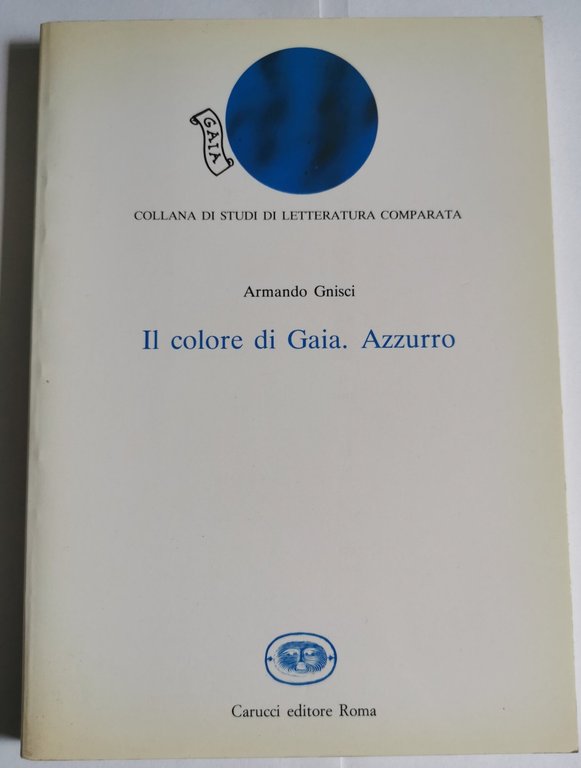 GAIA
COLLANA DI STUDI DI LETTERATURA COMPARATA
Armando Gnisci
Il colore di Gaia. Azzurro
Carucci editore Roma